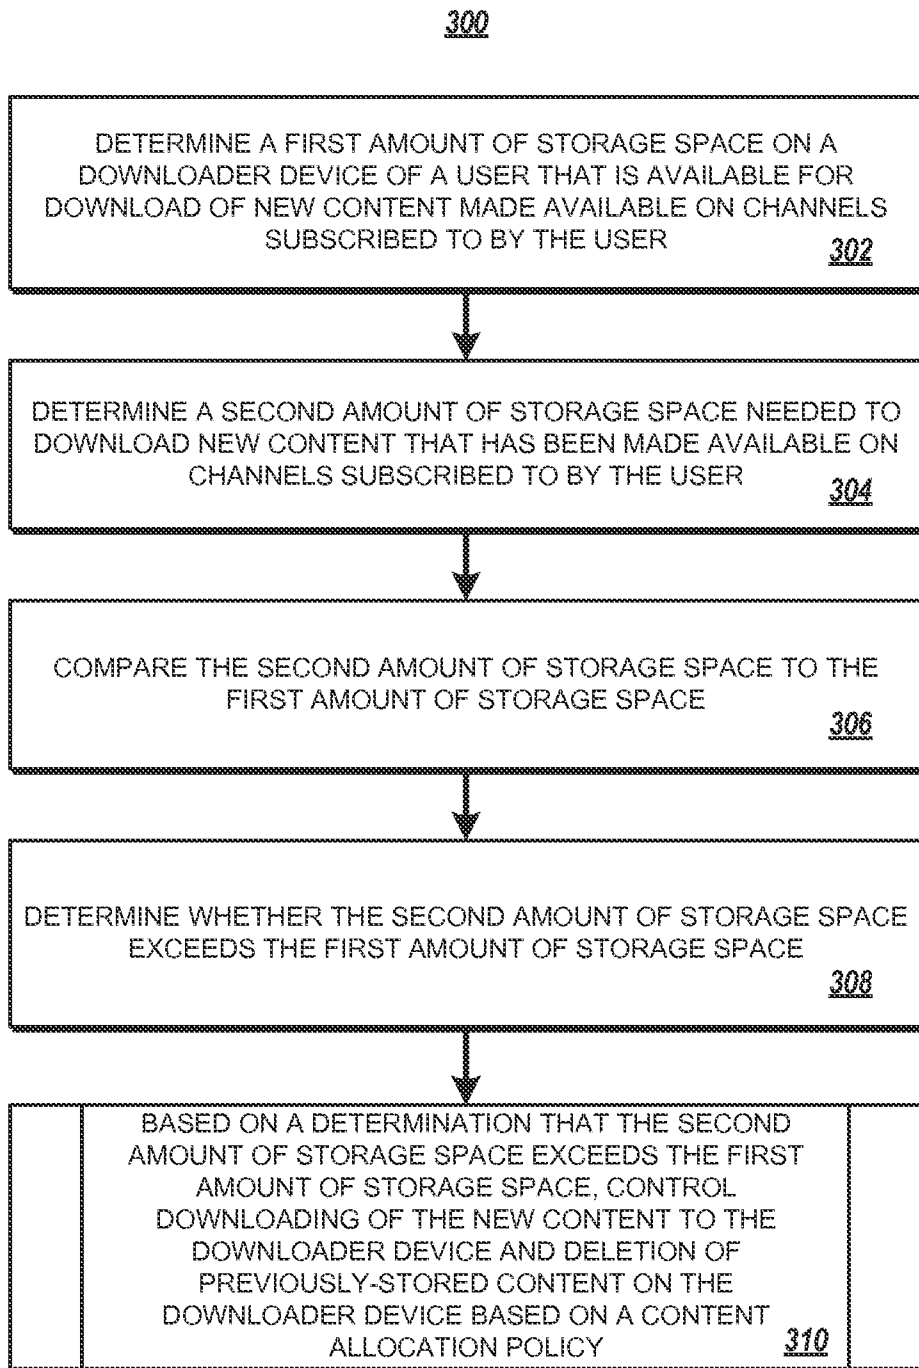 300
DETERMINE A FIRST AMOUNT OF STORAGE SPACE ON A
DOWNLOADER DEVICE OF A USER THAT IS AVAILABLE FOR
DOWNLOAD OF NEW CONTENT MADE AVAILABLE ON CHANNELS
SUBSCRIBED TO BY THE USER
302
DETERMINE A SECOND AMOUNT OF STORAGE SPACE NEEDED TO
DOWNLOAD NEW CONTENT THAT HAS BEEN MADE AVAILABLE ON
CHANNELS SUBSCRIBED TO BY THE USER
304
COMPARE THE SECOND AMOUNT OF STORAGE SPACE TO THE
FIRST AMOUNT OF STORAGE SPACE
306
DETERMINE WHETHER THE SECOND AMOUNT OF STORAGE SPACE
EXCEEDS THE FIRST AMOUNT OF STORAGE SPACE
308
BASED ON A DETERMINATION THAT THE SECOND
AMOUNT OF STORAGE SPACE EXCEEDS THE FIRST
AMOUNT OF STORAGE SPACE, CONTROL
DOWNLOADING OF THE NEW CONTENT TO THE
DOWNLOADER DEVICE AND DELETION OF
PREVIOUSLY-STORED CONTENT ON THE
DOWNLOADER DEVICE BASED ON A CONTENT
ALLOCATION POLICY
310